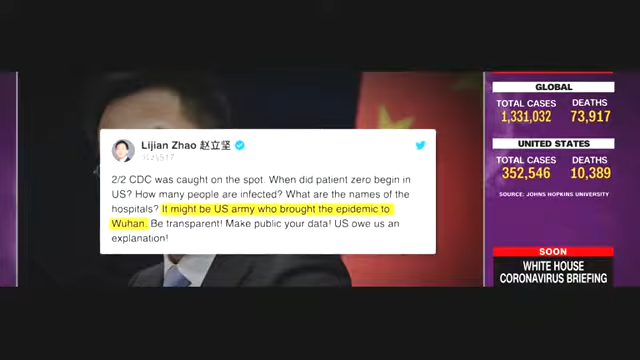 Lijian Zhao 赵立坚
2/2 CDC was caught on the spot. When did patient zero begin in
US? How many people are infected? What are the names of the
hospitals? It might be US army who brought the epidemic to
Wuhan. Be transparent! Make public your data! US owe us an
explanation!
GLOBAL
TOTAL CASES DEATHS
1,331,032 73,917
UNITED STATES
TOTAL CASES DEATHS
352,546 10,389
SOURCE: JOHNS HOPKINS UNIVERSITY
SOON
WHITE HOUSE
CORONAVIRUS BRIEFING